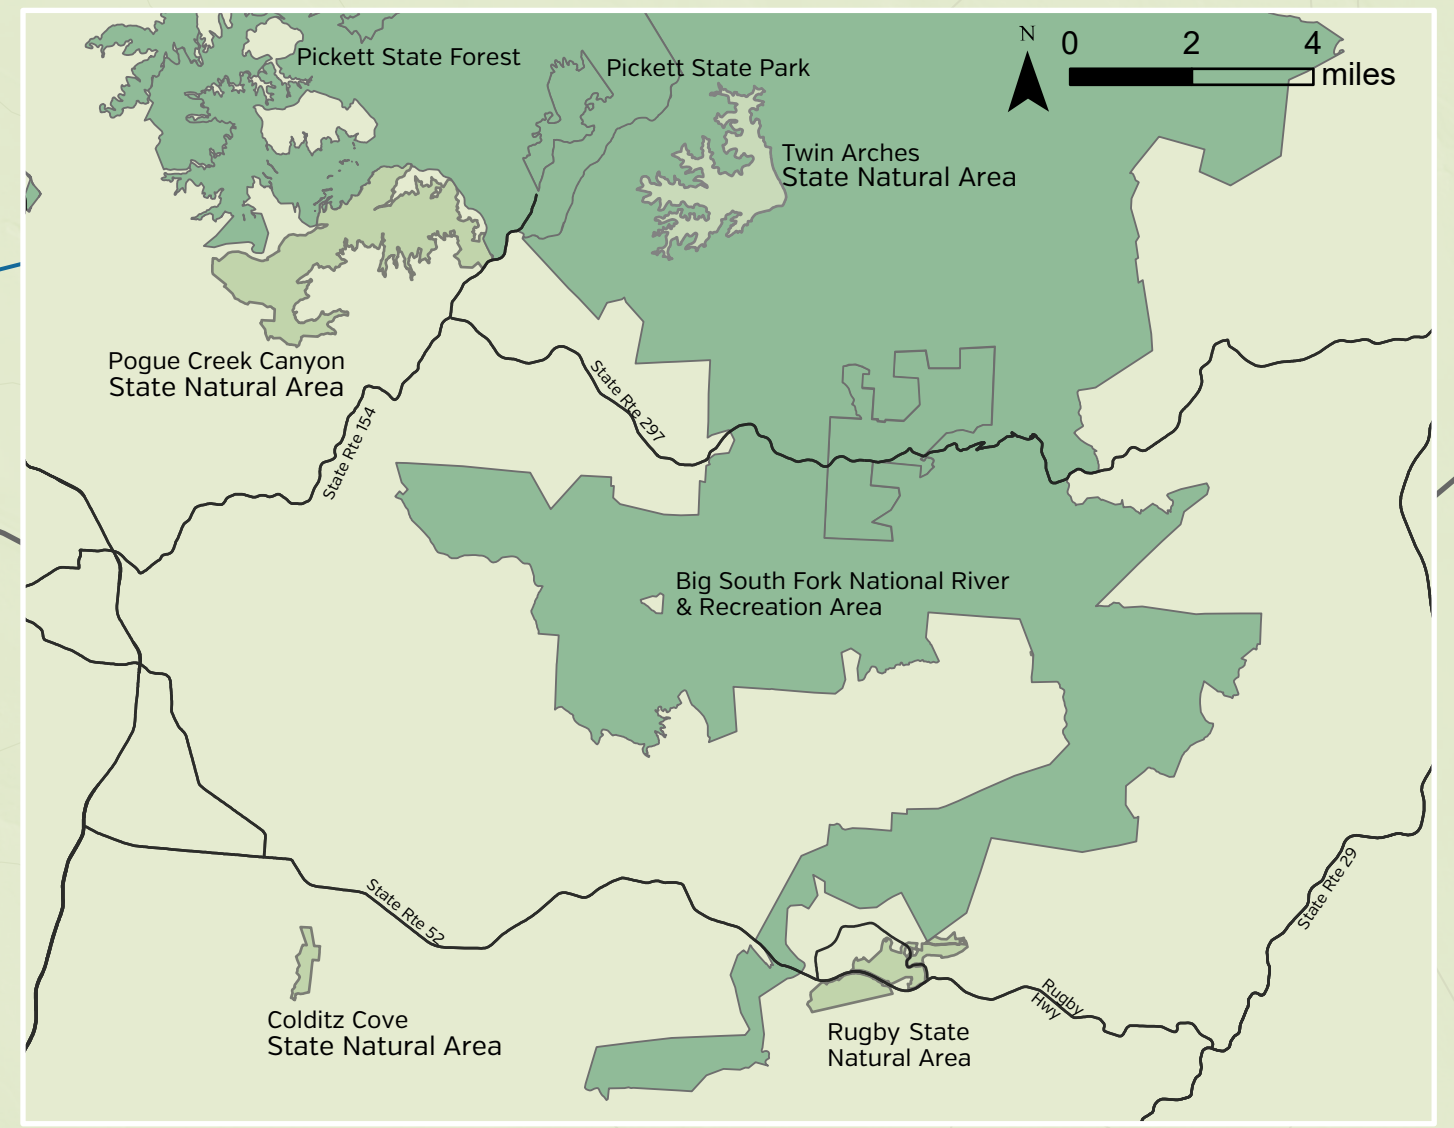 N
0 2 4
miles
Pickett State Forest
Pickett State Park
Twin Arches
State Natural Area
Pogue Creek Canyon
State Natural Area
State Rte 297
State Rte 154
Big South Fork National River
& Recreation Area
State Rte 29
State Rte 52
Rugby
Hwy
Colditz Cove
State Natural Area
Rugby State
Natural Area